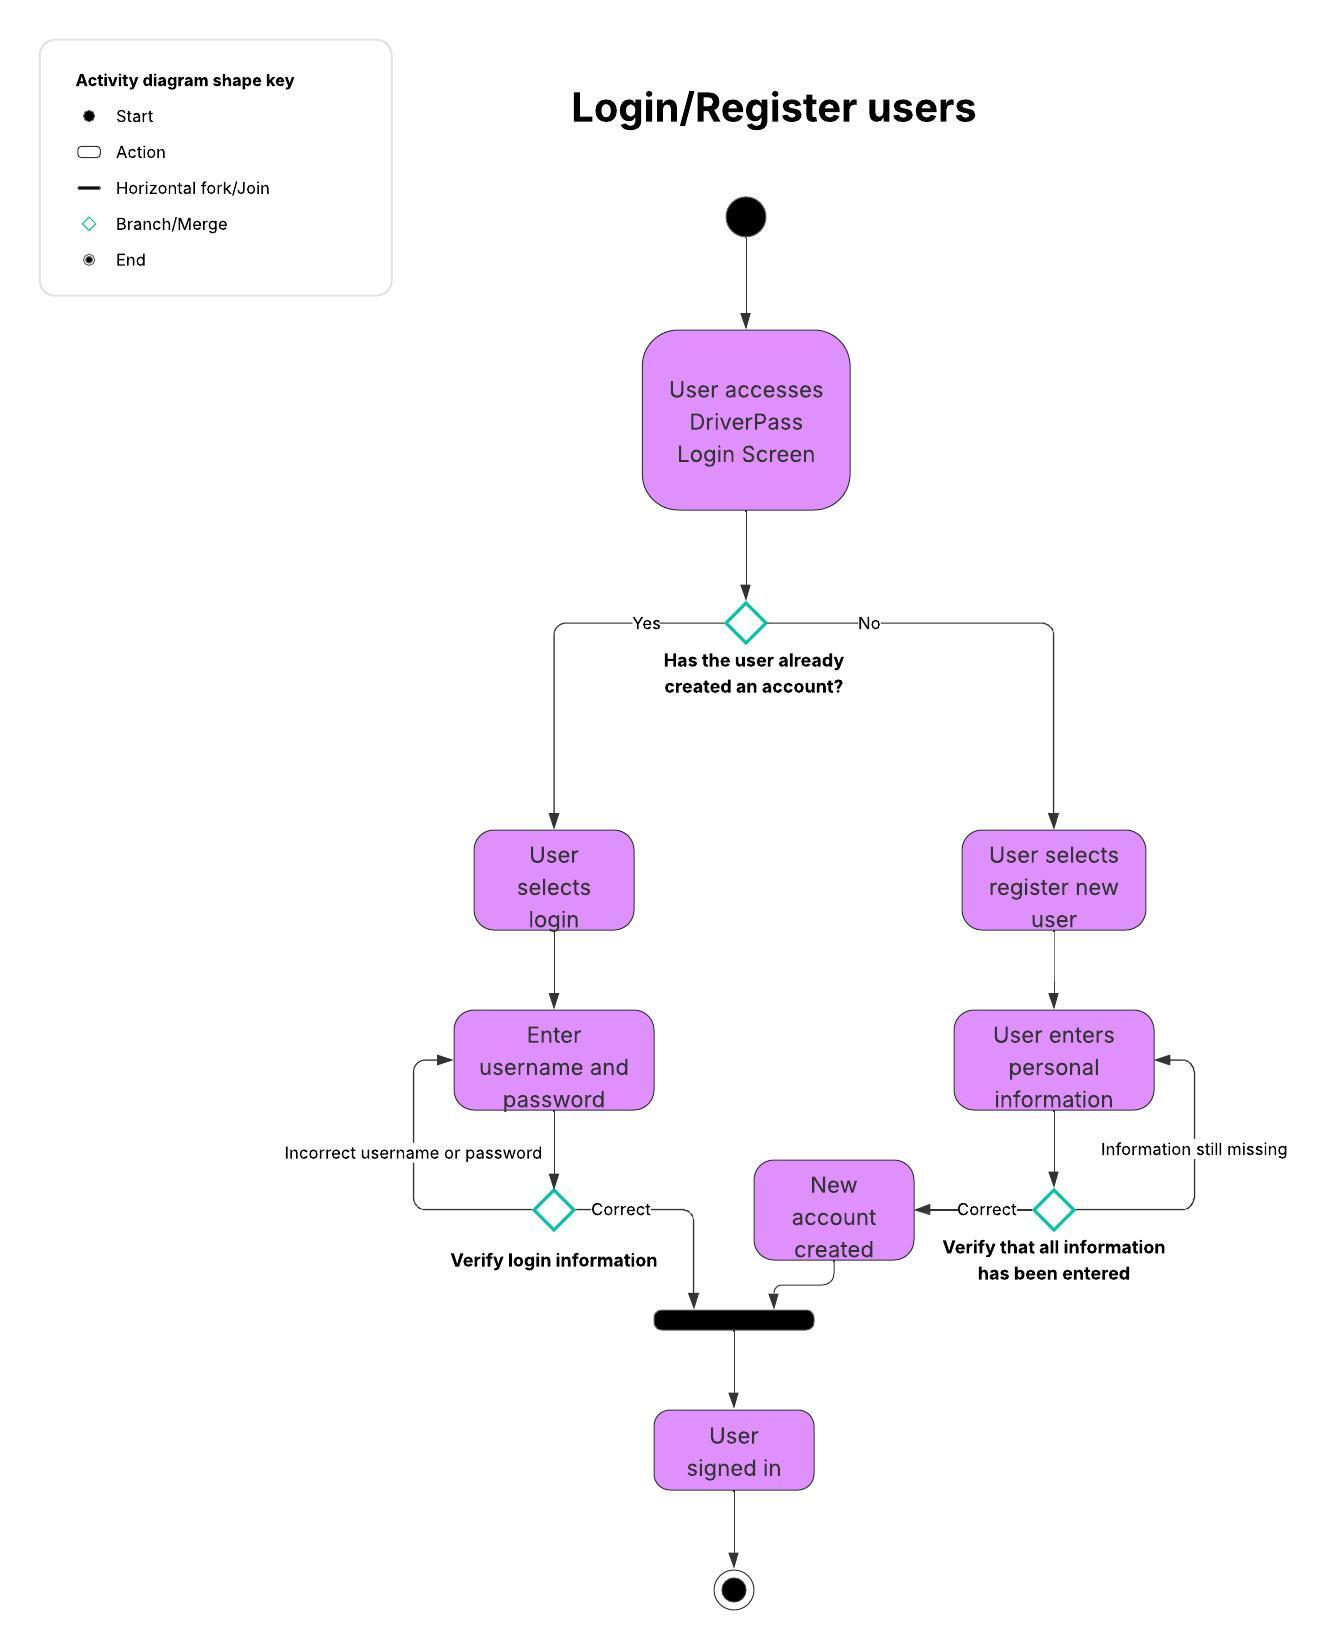 Activity diagram shape key
Start
Action
Horizontal fork/Join
Branch/Merge
End
Login/Register users
User accesses
DriverPass
Login Screen
Yes
No
Has the user already
created an account?
User
selects
login
User selects
register new
user
Enter
username and
password
User enters
personal
information
Incorrect username or password
Information still missing
Correct
Verify login information
New
account
created
Correct
Verify that all information
has been entered
User
signed in